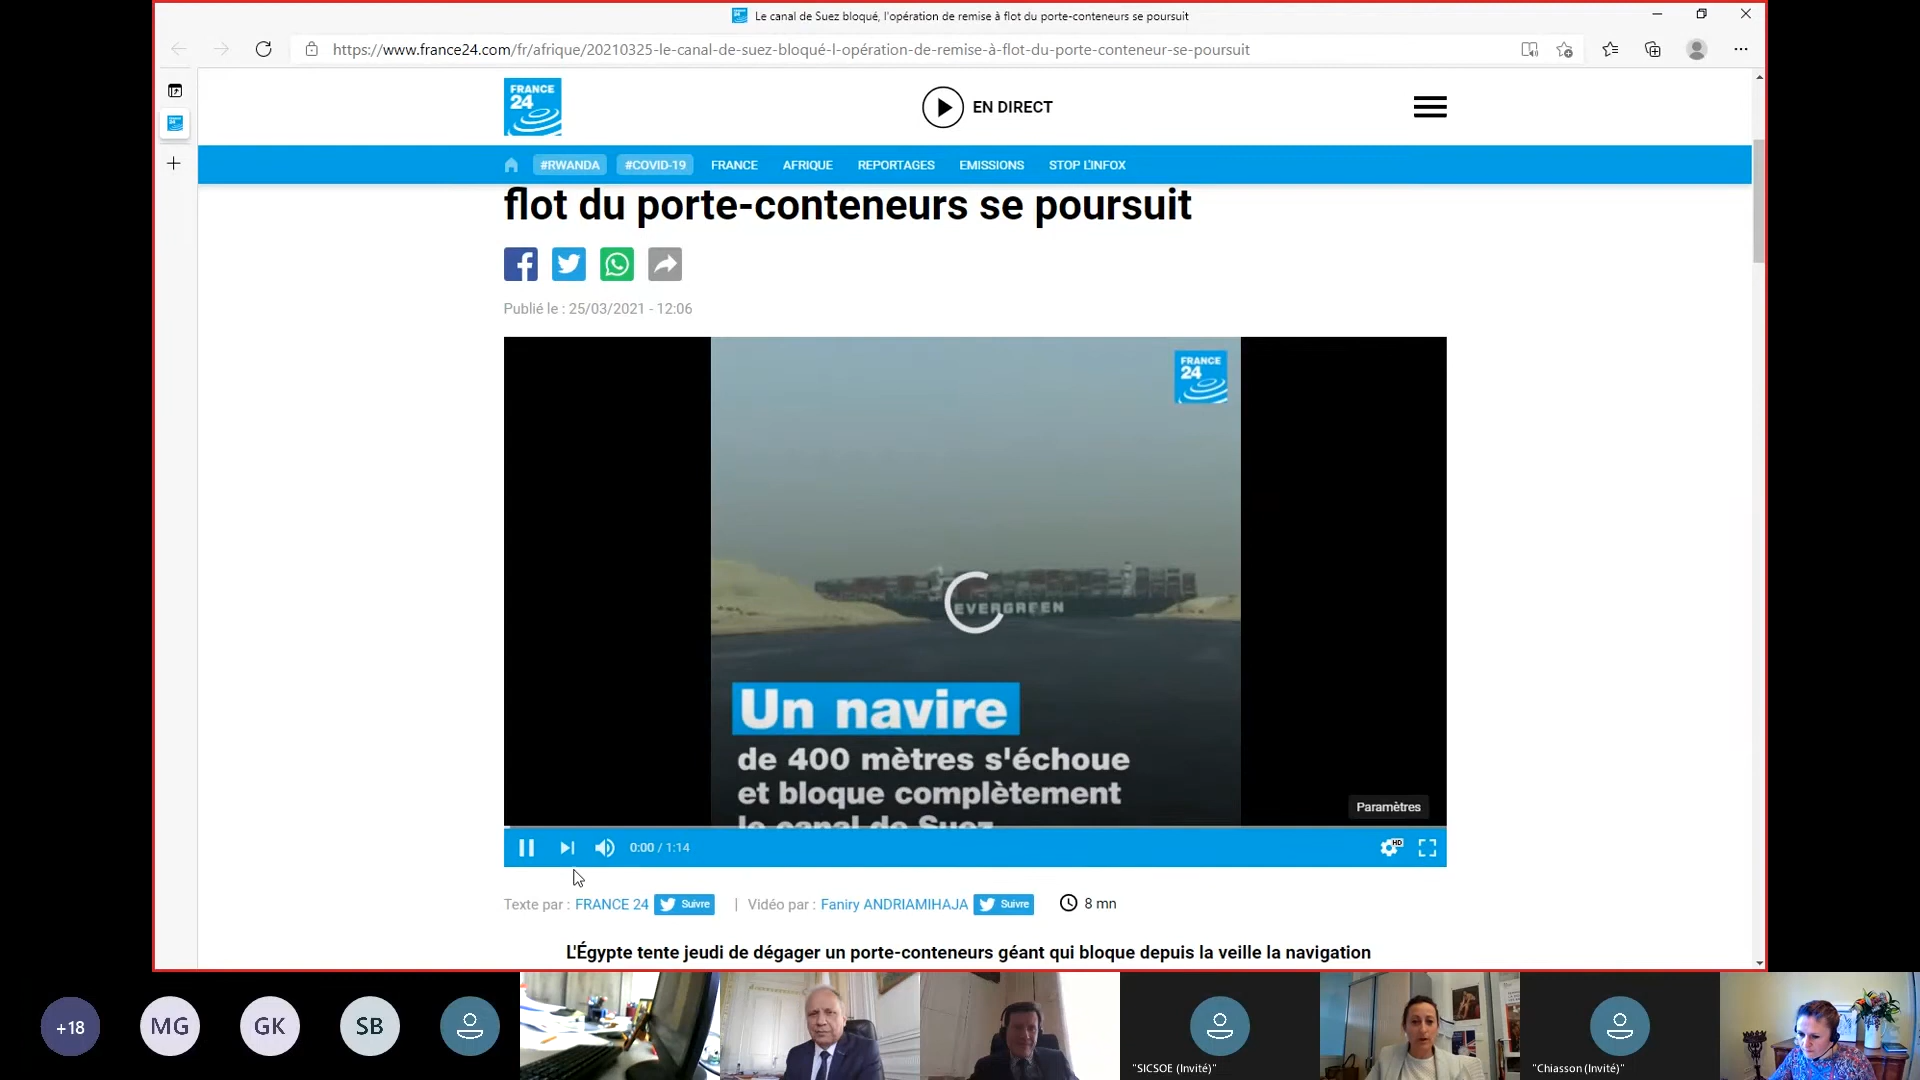 Le canal de Suez bloqué, l'opération de remise à flot du porte-conteneurs se poursuit
https://www.france24.com/fr/afrique/20210325-le-canal-de-suez-bloqué-l-opération-de-remise-à-flot-du-porte-conteneur-se-poursuit
FRANCE
24
EN DIRECT
#RWANDA #COVID-19 FRANCE AFRIQUE REPORTAGES EMISSIONS STOP L'INFOX
flot du porte-conteneurs se poursuit
Publié le : 25/03/2021 - 12:06
FRANCE
24
EVERGREEN
Un navire
de 400 mètres s'échoue
et bloque complètement
le canal de Suez
Paramètres
0:00 / 1:14
HD
Texte par : FRANCE 24 Suivre | Vidéo par : Faniry ANDRIAMIHAJA Suivre 8 mn
L'Égypte tente jeudi de dégager un porte-conteneurs géant qui bloque depuis la veille la navigation
+18 MG GK SB
"SICSOE (Invité)"
"Chiasson (Invité)"